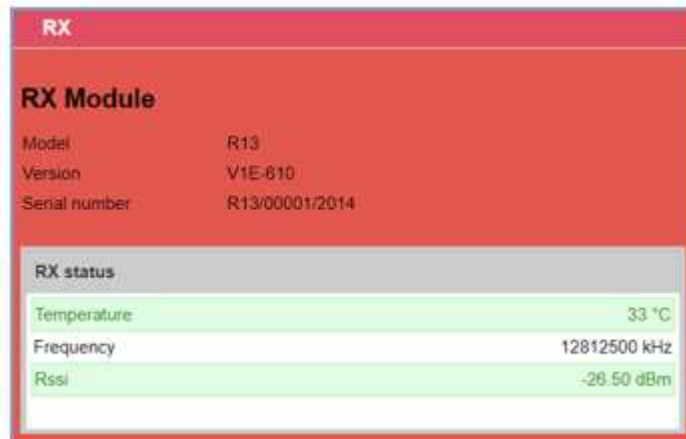 RX
RX Module
Model R13
Version V1E-610
Serial number R13/00001/2014
RX status
Temperature 33 °C
Frequency 12812500 kHz
Rssi -26.50 dBm